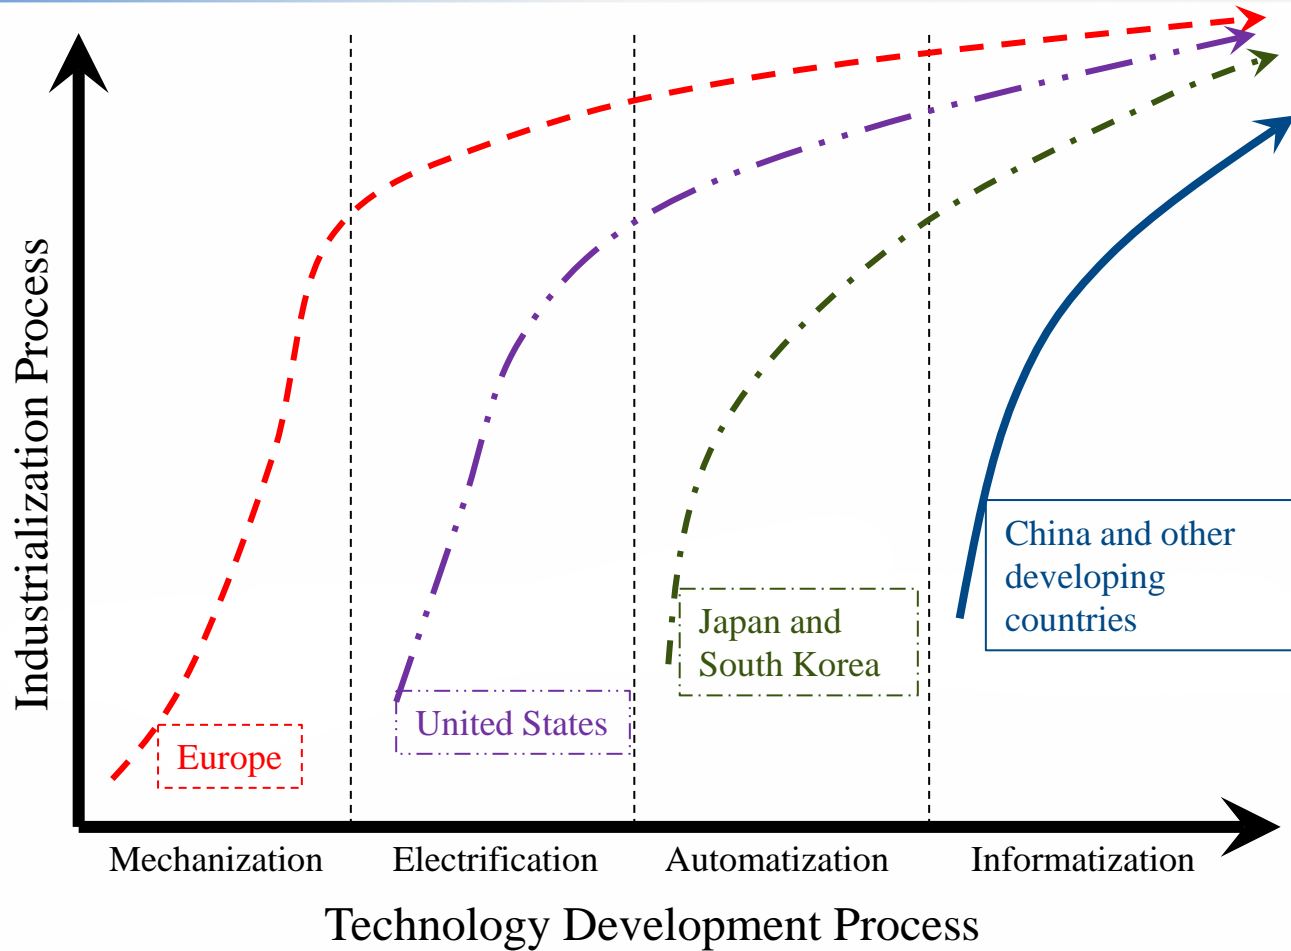 Industrialization Process
China and other
developing
countries
Japan and
South Korea
United States
Europe
Mechanization
Electrification
Automatization
Informatization
Technology Development Process